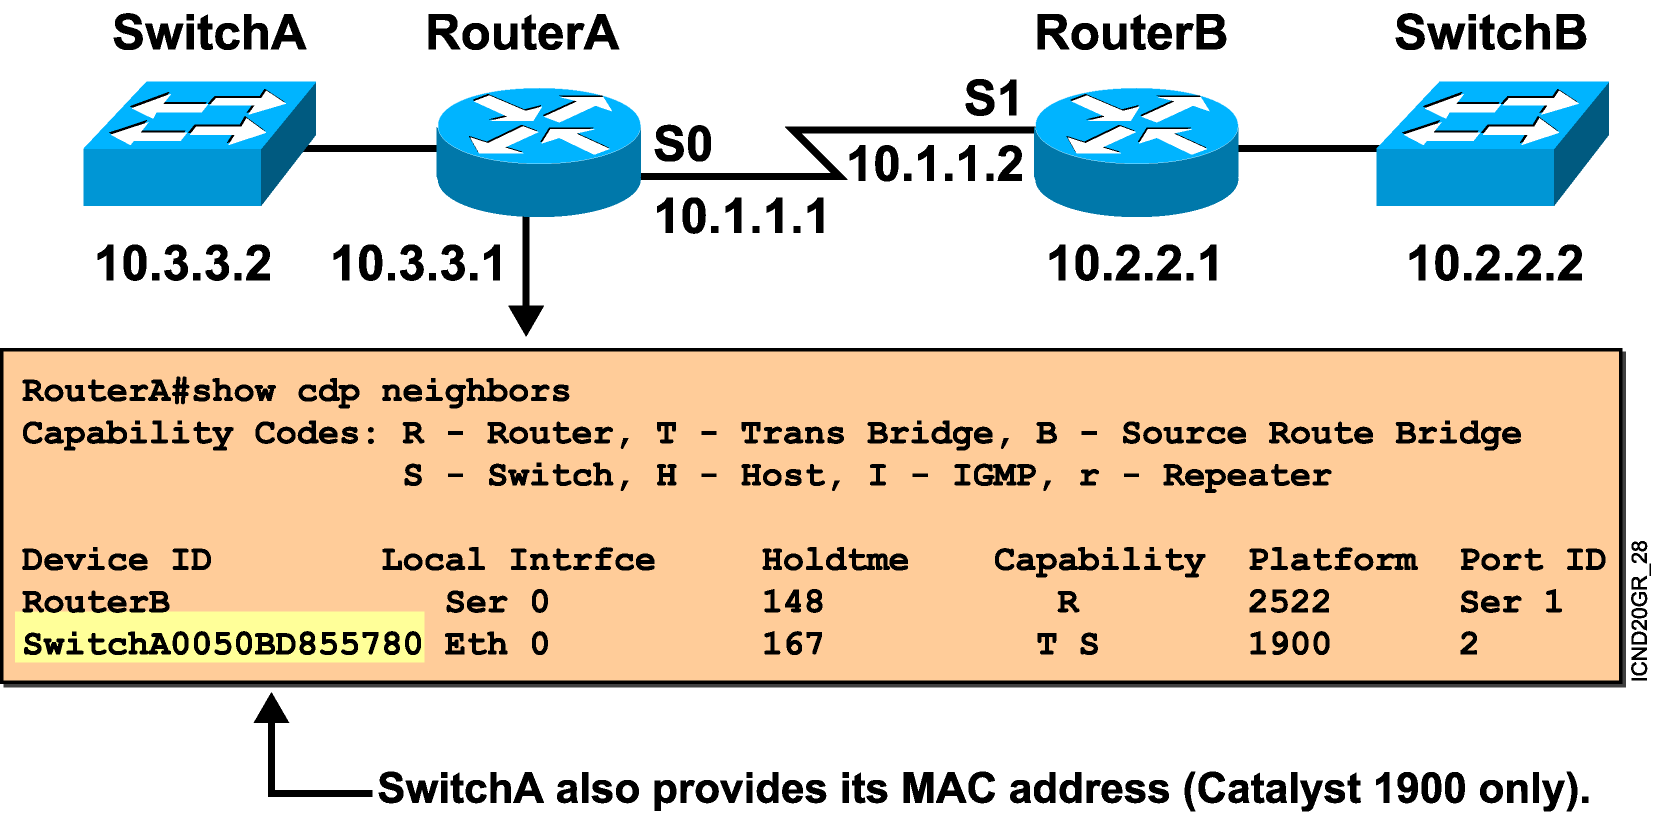 SwitchA RouterA RouterB SwitchB
S1
S0
10.1.1.2
10.1.1.1
10.3.3.2 10.3.3.1 10.2.2.1 10.2.2.2
RouterA#show cdp neighbors
Capability Codes: R - Router, T - Trans Bridge, B - Source Route Bridge
S - Switch, H - Host, I - IGMP, r - Repeater
Device ID Local Intrfce Holdtme Capability Platform Port ID
RouterB Ser 0 148 R 2522 Ser 1
SwitchA0050BD855780 Eth 0 167 T S 1900 2
ICND20GR_28
SwitchA also provides its MAC address (Catalyst 1900 only).